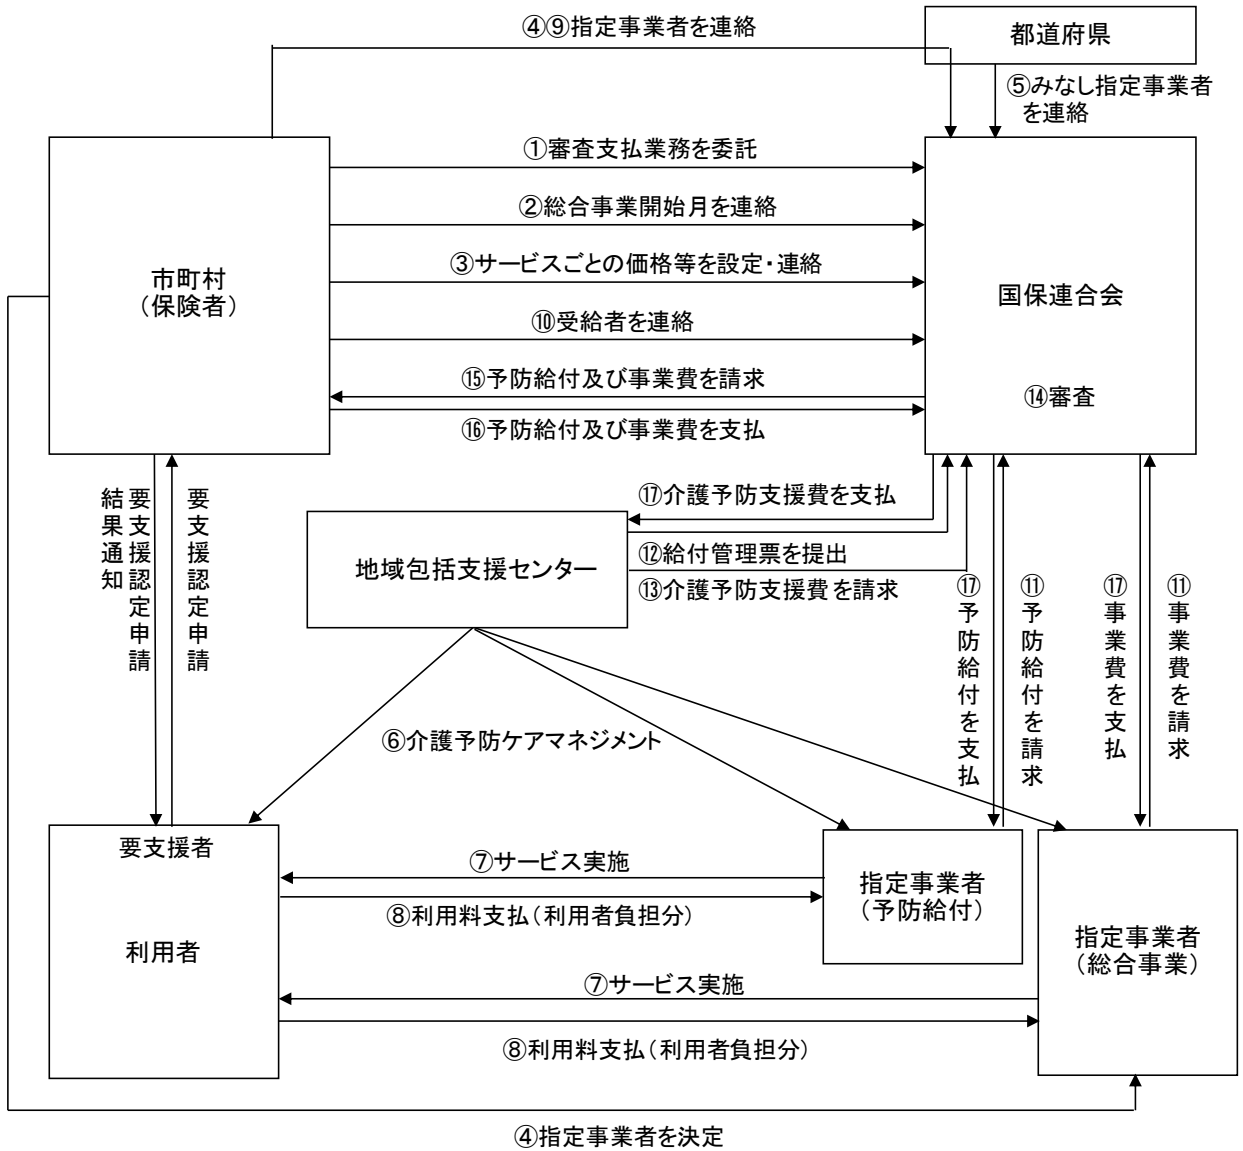 ④⑨指定事業者を連絡
都道府県
⑤みなし指定事業者
を連絡
①審査支払業務を委託
②総合事業開始月を連絡
③サービスごとの価格等を設定・連絡
市町村
（保険者）
国保連合会
⑩受給者を連絡
⑮予防給付及び事業費を請求
⑭審査
⑯予防給付及び事業費を支払
要支援認定申請
結果通知
要支援認定申請
⑰介護予防支援費を支払
地域包括支援センター
⑫給付管理票を提出
⑬介護予防支援費を請求
⑰予防給付を支払
⑪予防給付を請求
⑰事業費を支払
⑪事業費を請求
⑥介護予防ケアマネジメント
要支援者
利用者
⑦サービス実施
⑧利用料支払（利用者負担分）
指定事業者
（予防給付）
指定事業者
（総合事業）
⑦サービス実施
⑧利用料支払（利用者負担分）
④指定事業者を決定